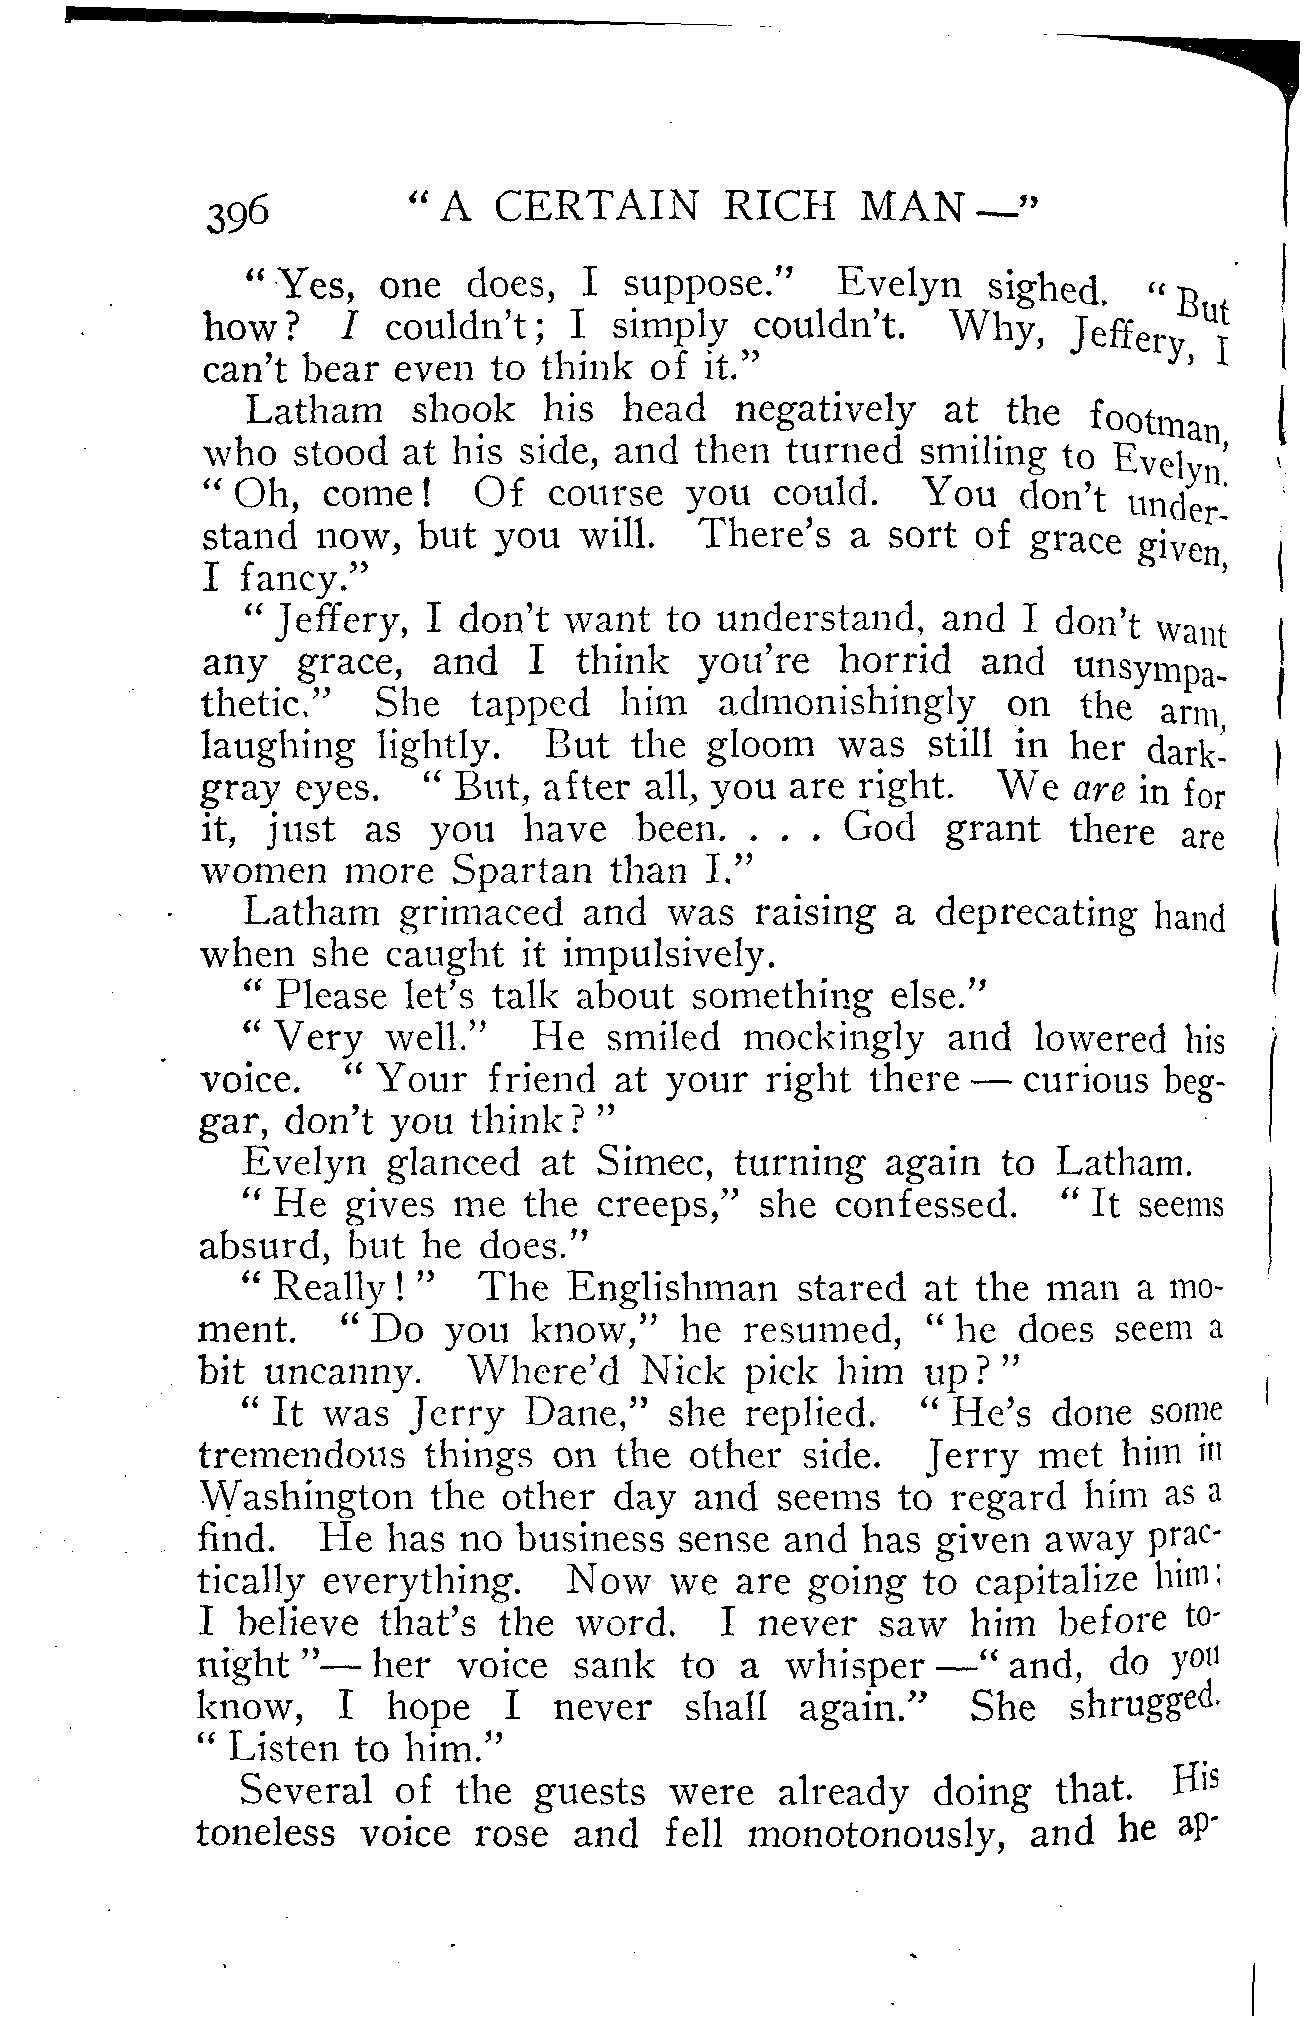 396 "A CERTAIN RICH MAN —"
"Yes, one does, I suppose." Evelyn sighed. "But
how? I couldn't; I simply couldn't. Why, Jeffery, I
can't bear even to think of it."
Latham shook his head negatively at the footman,
who stood at his side, and then turned smiling to Evelyn.
"Oh, come! Of course you could. You don't under-
stand now, but you will. There's a sort of grace given,
I fancy."
"Jeffery, I don't want to understand, and I don't want
any grace, and I think you're horrid and unsympa-
thetic." She tapped him admonishingly on the arm,
laughing lightly. But the gloom was still in her dark-
gray eyes. "But, after all, you are right. We are in for
it, just as you have been. . . . God grant there are
women more Spartan than I."
Latham grimaced and was raising a deprecating hand
when she caught it impulsively.
"Please let's talk about something else."
"Very well." He smiled mockingly and lowered his
voice. "Your friend at your right there — curious beg-
gar, don't you think?"
Evelyn glanced at Simec, turning again to Latham.
"He gives me the creeps," she confessed. "It seems
absurd, but he does."
"Really!" The Englishman stared at the man a mo-
ment. "Do you know," he resumed, "he does seem a
bit uncanny. Where'd Nick pick him up?"
"It was Jerry Dane," she replied. "He's done some
tremendous things on the other side. Jerry met him in
Washington the other day and seems to regard him as a
find. He has no business sense and has given away prac-
tically everything. Now we are going to capitalize him;
I believe that's the word. I never saw him before to-
night"— her voice sank to a whisper —"and, do you
know, I hope I never shall again." She shrugged.
"Listen to him."
Several of the guests were already doing that. His
toneless voice rose and fell monotonously, and he ap-